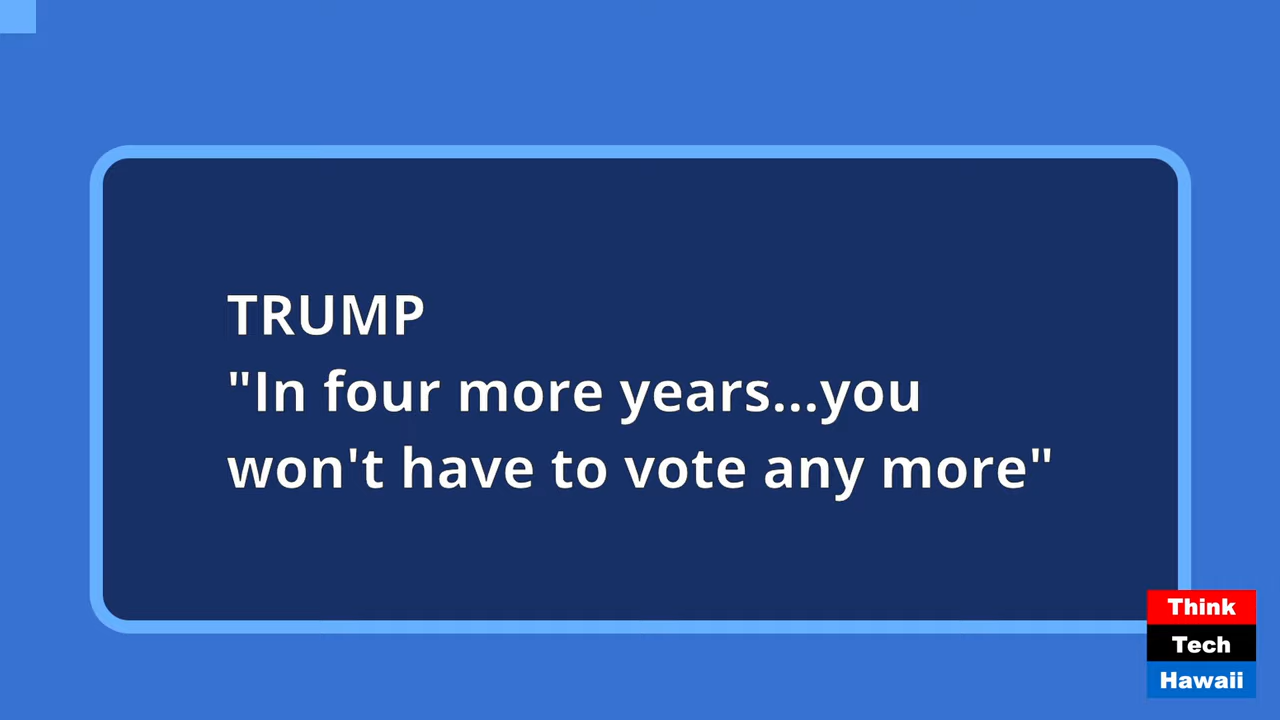 TRUMP
"In four more years...you
won't have to vote any more"
Think
Tech
Hawaii